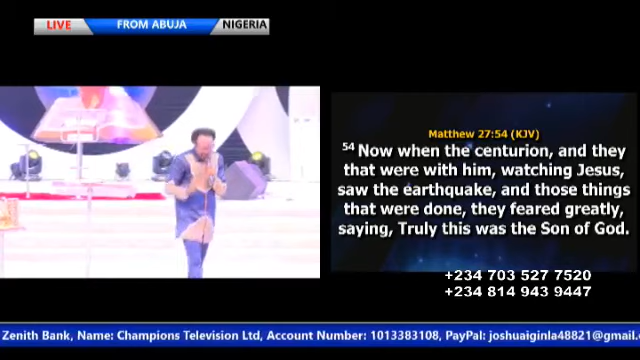 LIVE FROM ABUJA NIGERIA
Matthew 27:54 (KJV)
54 Now when the centurion, and they
that were with him, watching Jesus,
saw the earthquake, and those things
that were done, they feared greatly,
saying, Truly this was the Son of God.
+234 703 527 7520
+234 814 943 9447
Zenith Bank, Name: Champions Television Ltd, Account Number: 1013383108, PayPal: joshuaiginla48821@gmail.